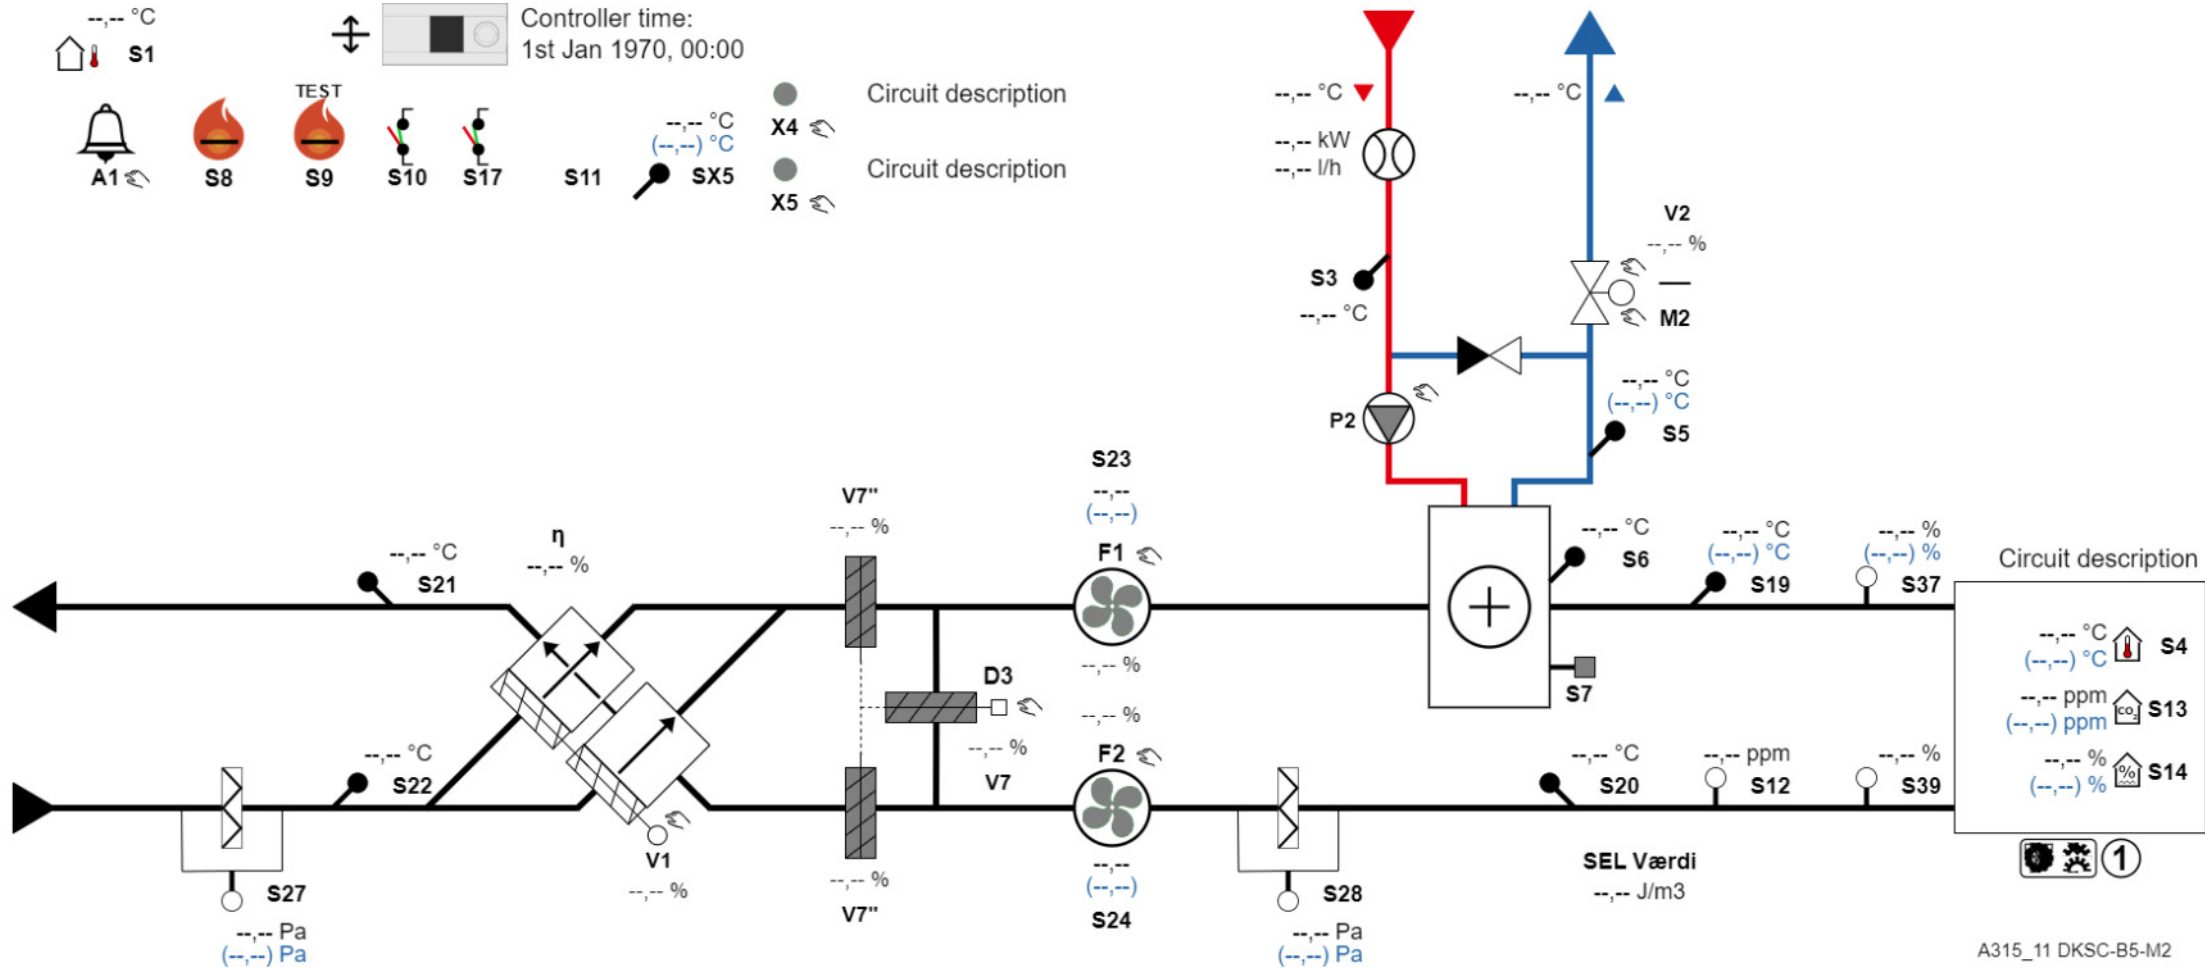 --,-- °C
S1
Controller time:
1st Jan 1970, 00:00
A1
S8
TEST
S9
S10
S17
S11
--,-- °C
(--,--) °C
SX5
X4
Circuit description
X5
Circuit description
--,-- °C
--,-- kW
--,-- l/h
--,-- °C
V2
--,-- %
M2
S3
--,-- °C
P2
--,-- °C
(--,--) °C
S5
--,-- °C
S21
η
--,-- %
V7"
--,-- %
S23
--,--
(--,--)
F1
--,-- %
--,-- °C
S6
--,-- °C
(--,--) °C
S19
--,-- %
(--,--) %
S37
Circuit description
--,-- °C
(--,--) °C
S4
--,-- ppm
(--,--) ppm
CO2
S13
--,-- %
(--,--) %
%
S14
S7
D3
--,-- %
V7
--,-- %
F2
--,--
(--,--)
S24
--,-- °C
S22
S27
--,-- Pa
(--,--) Pa
V1
--,-- %
--,-- %
V7"
S28
--,-- Pa
(--,--) Pa
--,-- °C
S20
--,-- ppm
S12
--,-- %
S39
SEL Værdi
--,-- J/m3
1
A315_11 DKSC-B5-M2